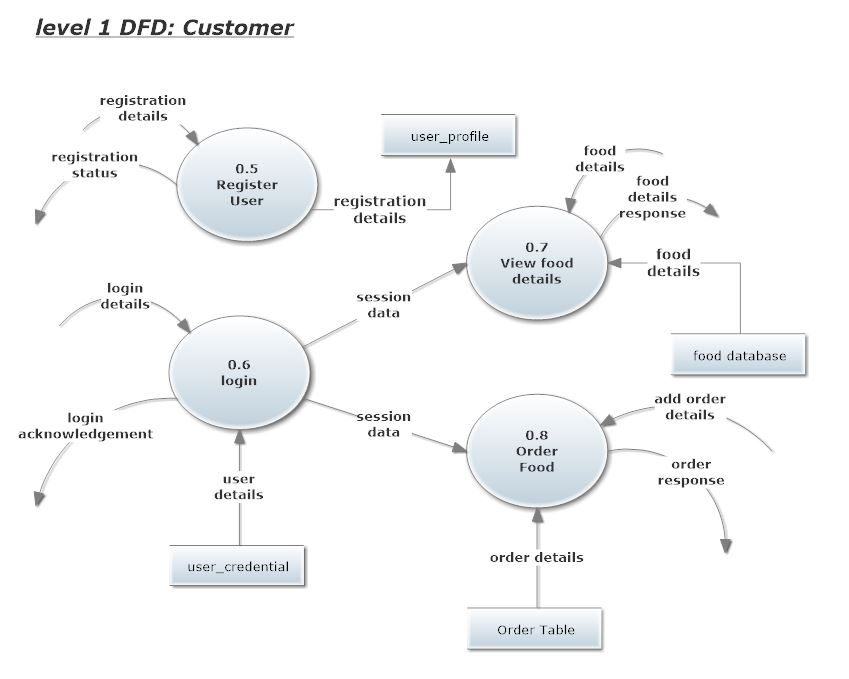 level 1 DFD: Customer
registration
details
registration
status
0.5
Register
User
user_profile
registration
details
food
details
food
details
response
0.7
View food
details
food
details
food database
login
details
session
data
0.6
login
login
acknowledgement
session
data
add order
details
0.8
Order
Food
order
response
user
details
user_credential
order details
Order Table